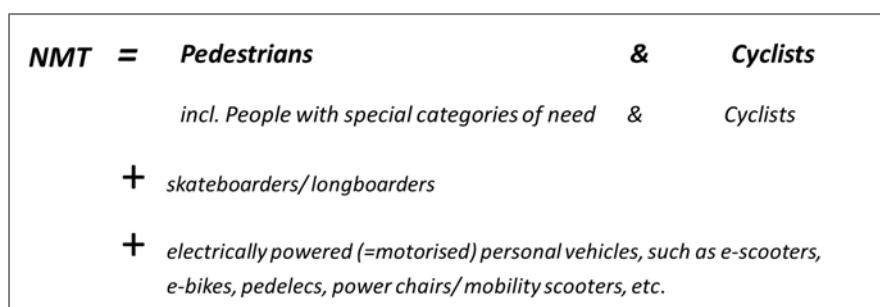 NMT = Pedestrians & Cyclists
incl. People with special categories of need & Cyclists
+ skateboarders/ longboarders
+ electrically powered (=motorised) personal vehicles, such as e-scooters,
e-bikes, pedelecs, power chairs/ mobility scooters, etc.